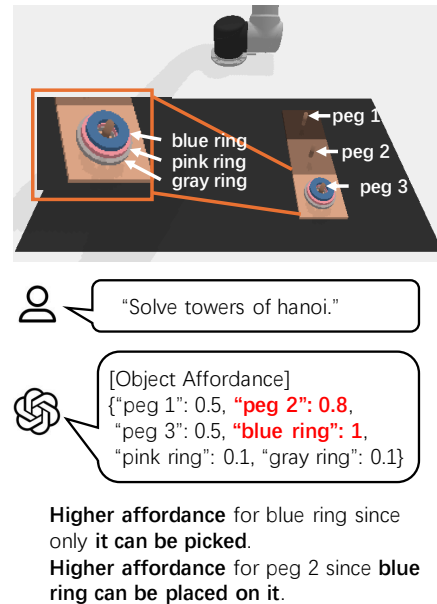 peg 1
blue ring
peg 2
pink ring
gray ring
peg 3
“Solve towers of hanoi.”
[Object Affordance]
{“peg 1”: 0.5, “peg 2”: 0.8,
“peg 3”: 0.5, “blue ring”: 1,
“pink ring”: 0.1, “gray ring”: 0.1}
Higher affordance for blue ring since
only it can be picked.
Higher affordance for peg 2 since blue
ring can be placed on it.